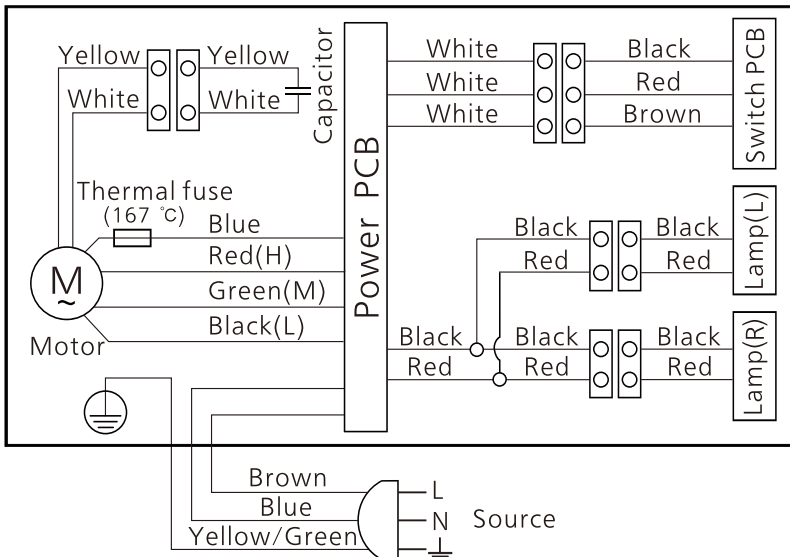 Yellow Yellow
White White
Capacitor
Thermal fuse
(167 ℃)
Blue
Red(H)
Green(M)
Black(L)
M
~
Motor
Power PCB
White Black
White Red
White Brown
Switch PCB
Black Black
Red Red
Lamp(L)
Black Black Black
Red Red Red
Lamp(R)
Brown L
Blue N Source
Yellow/Green